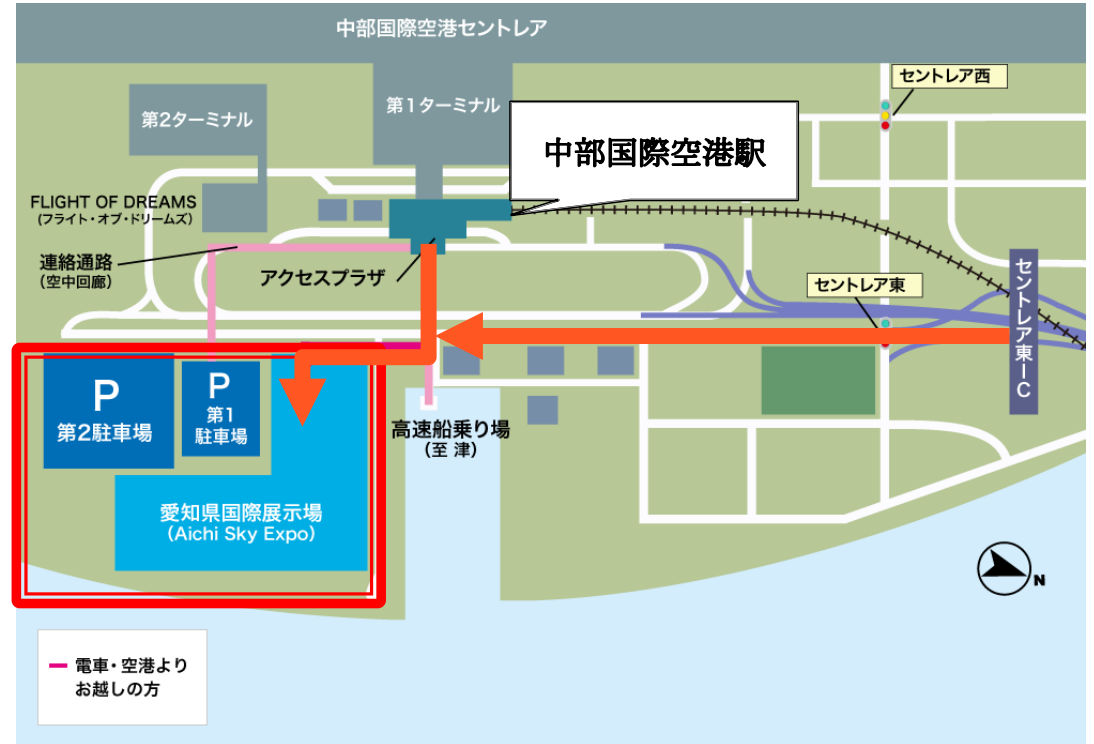 中部国際空港セントレア
セントレア西
第1ターミナル
第2ターミナル
中部国際空港駅
FLIGHT OF DREAMS
(フライト・オブ・ドリームズ)
連絡通路
(空中回廊)
アクセスプラザ
セントレア東
セントレア東IC
P
第2駐車場
P
第1
駐車場
高速船乗り場
(至 津)
愛知県国際展示場
(Aichi Sky Expo)
N
電車・空港より
お越しの方